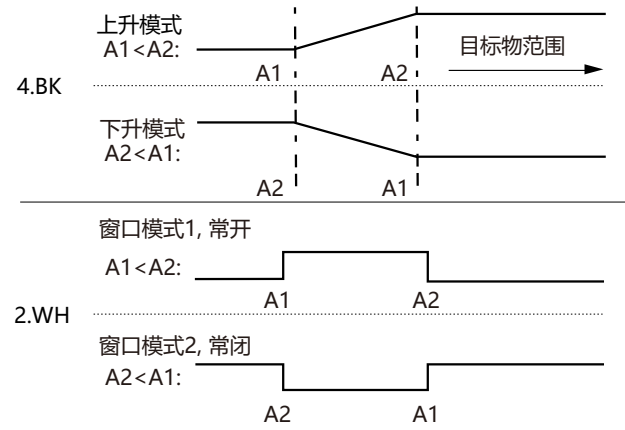 上升模式
A1<A2:
目标物范围
A1
A2
4.BK
下升模式
A2<A1:
A2
A1
窗口模式1, 常开
A1<A2:
A1
A2
2.WH
窗口模式2, 常闭
A2<A1:
A2
A1